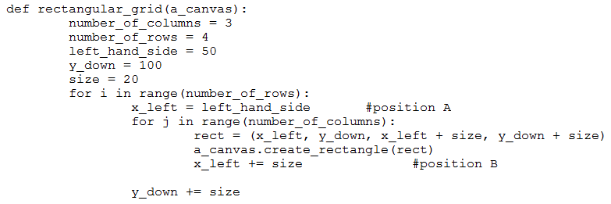 def rectangular_grid(a_canvas):
        number_of_columns = 3
        number_of_rows = 4
        left_hand_side = 50
        y_down = 100
        size = 20
        for i in range(number_of_rows):
                x_left = left_hand_side       #position A
                for j in range(number_of_columns):
                        rect = (x_left, y_down, x_left + size, y_down + size)
                        a_canvas.create_rectangle(rect)
                        x_left += size              #position B

                y_down += size